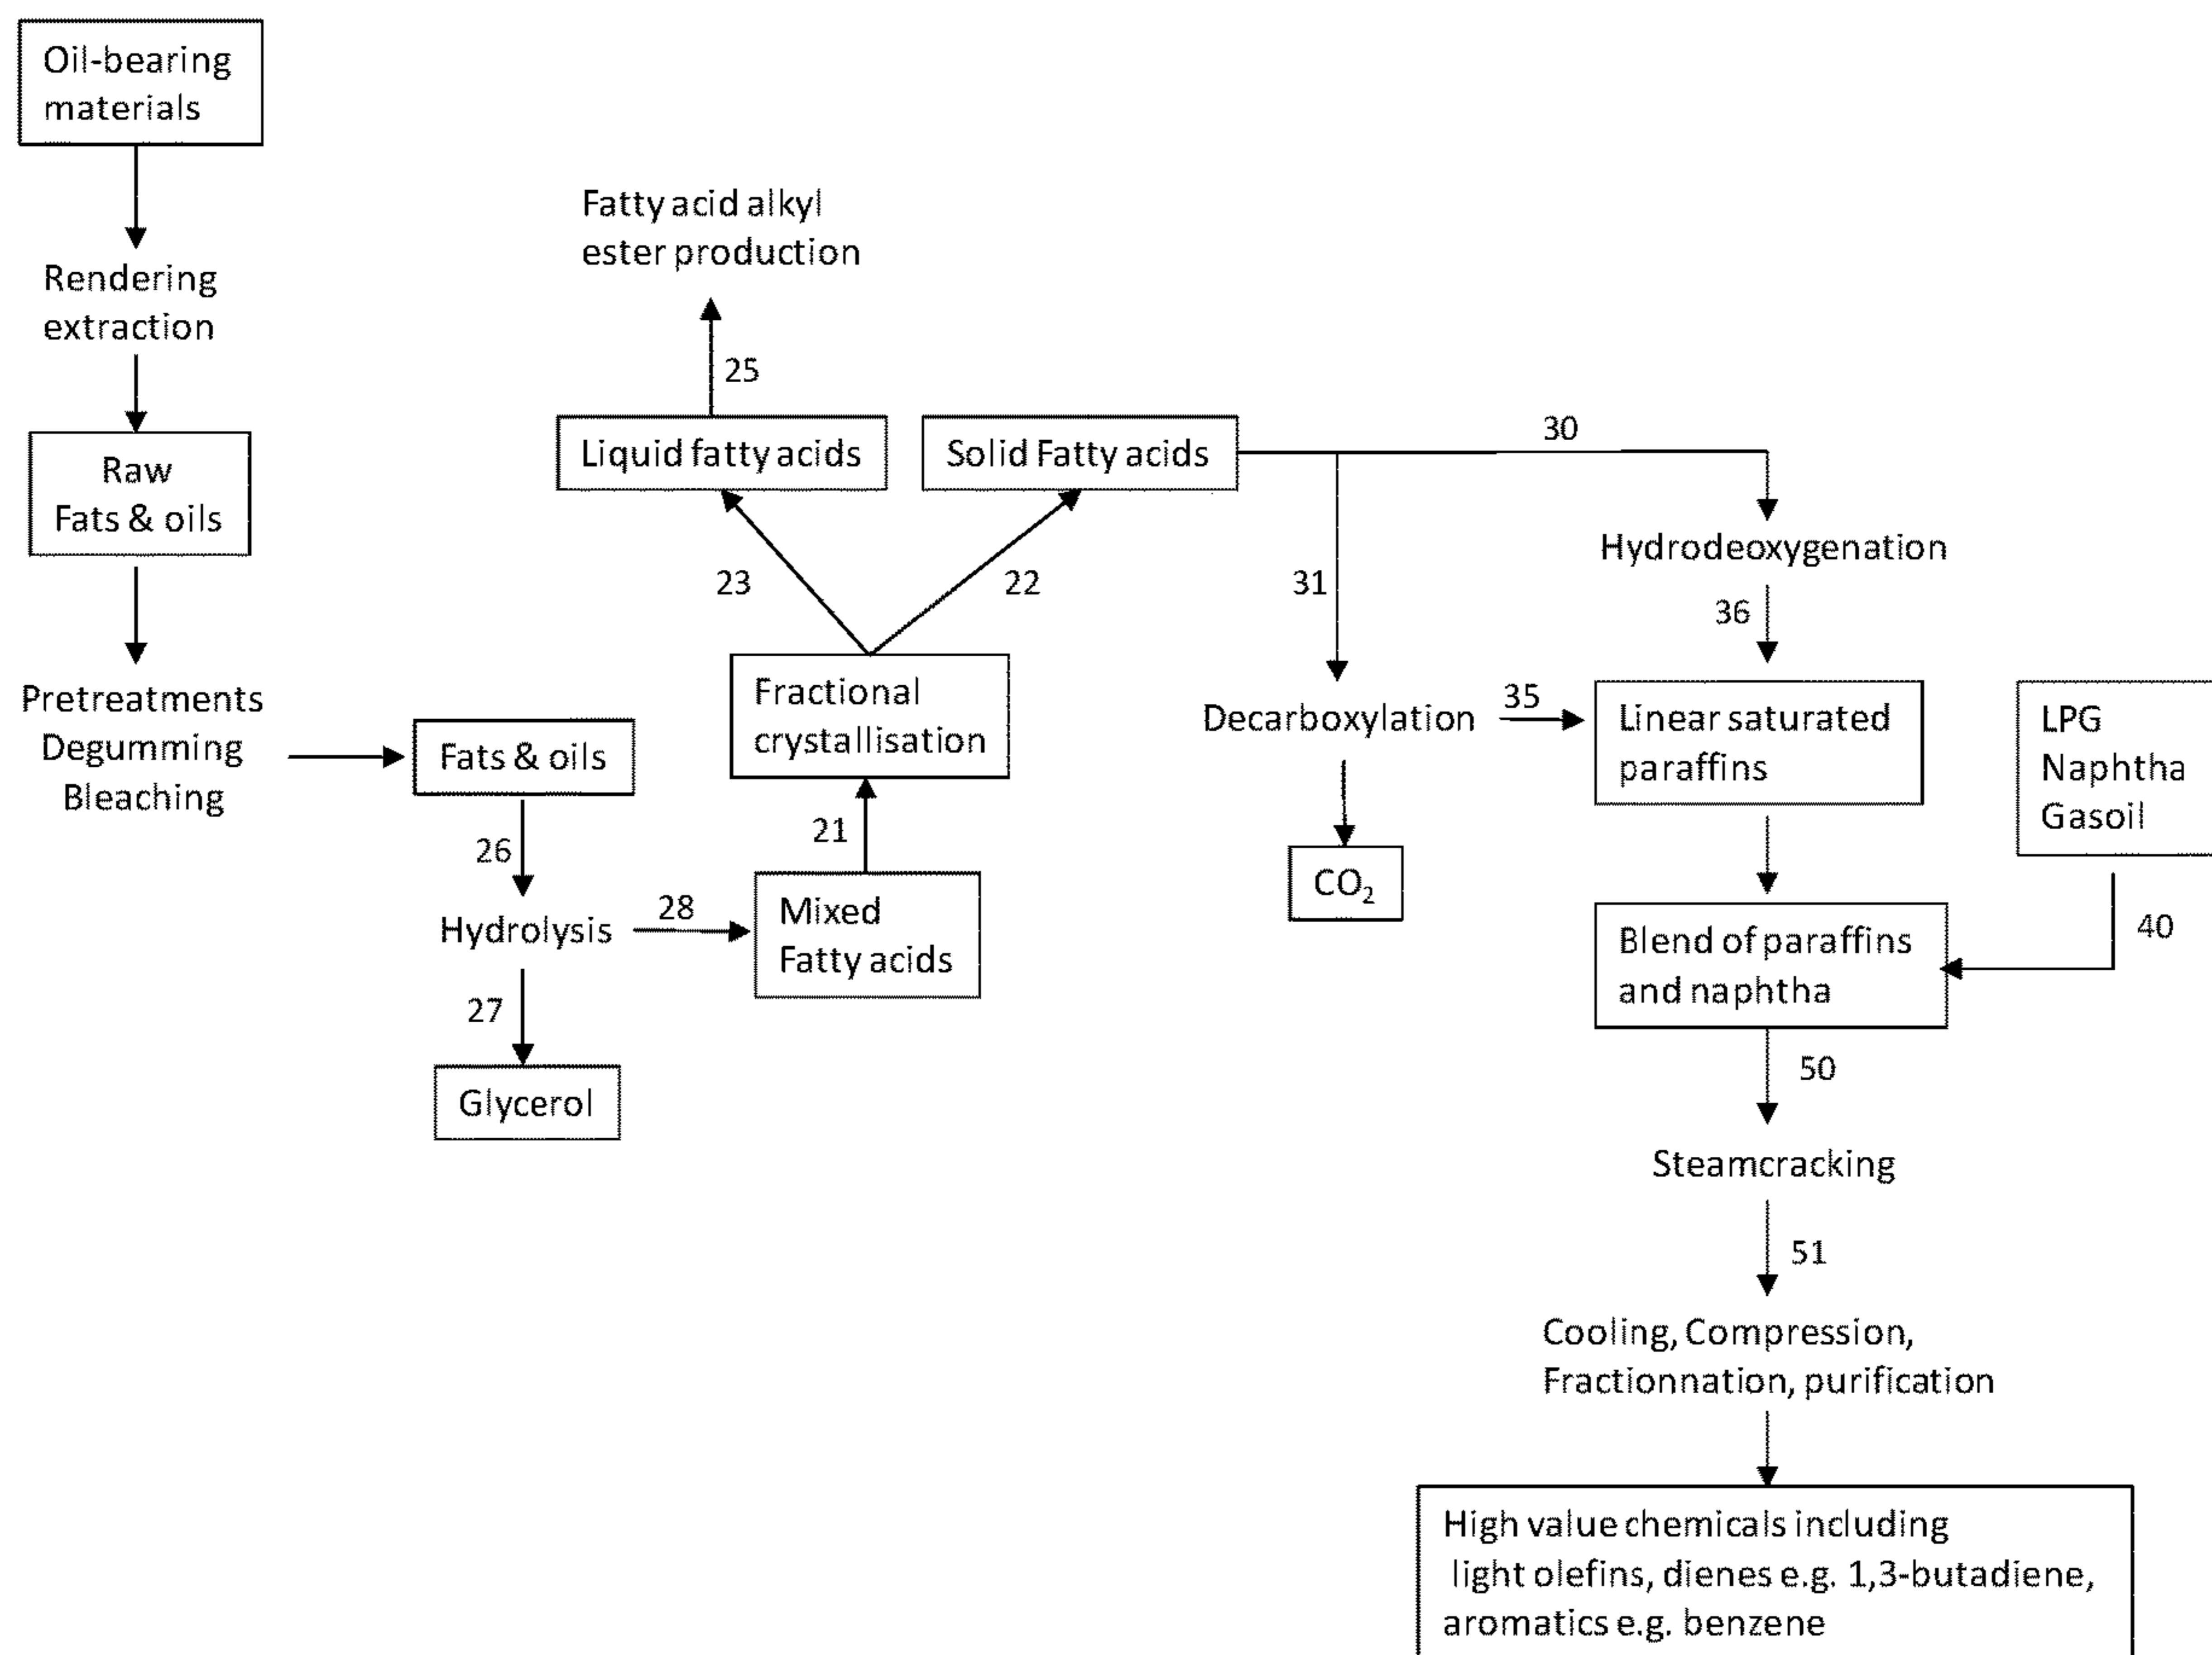 Oil-bearing
materials
Rendering
extraction
Raw
Fats & oils
Pretreatments
Degumming
Bleaching
Fats & oils
26
Hydrolysis
27
Glycerol
28
Mixed
Fatty acids
21
Fractional
crystallisation
23
22
Liquid fatty acids
25
Fatty acid alkyl
ester production
Solid Fatty acids
30
31
Hydrodeoxygenation
36
Decarboxylation
35
CO₂
Linear saturated
paraffins
LPG
Naphtha
Gasoil
40
Blend of paraffins
and naphtha
50
Steamcracking
51
Cooling, Compression,
Fractionnation, purification
High value chemicals including
light olefins, dienes e.g. 1,3-butadiene,
aromatics e.g. benzene